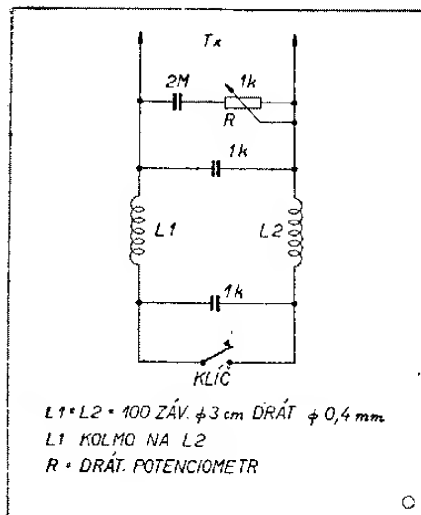 Tx
2M 1k
R
1k
L1 L2
1k
KLÍČ
L1 = L2 = 100 ZÁV. ϕ 3 cm DRÁT ϕ 0,4 mm
L1 KOLMO NA L2
R = DRÁT. POTENCIOMETR